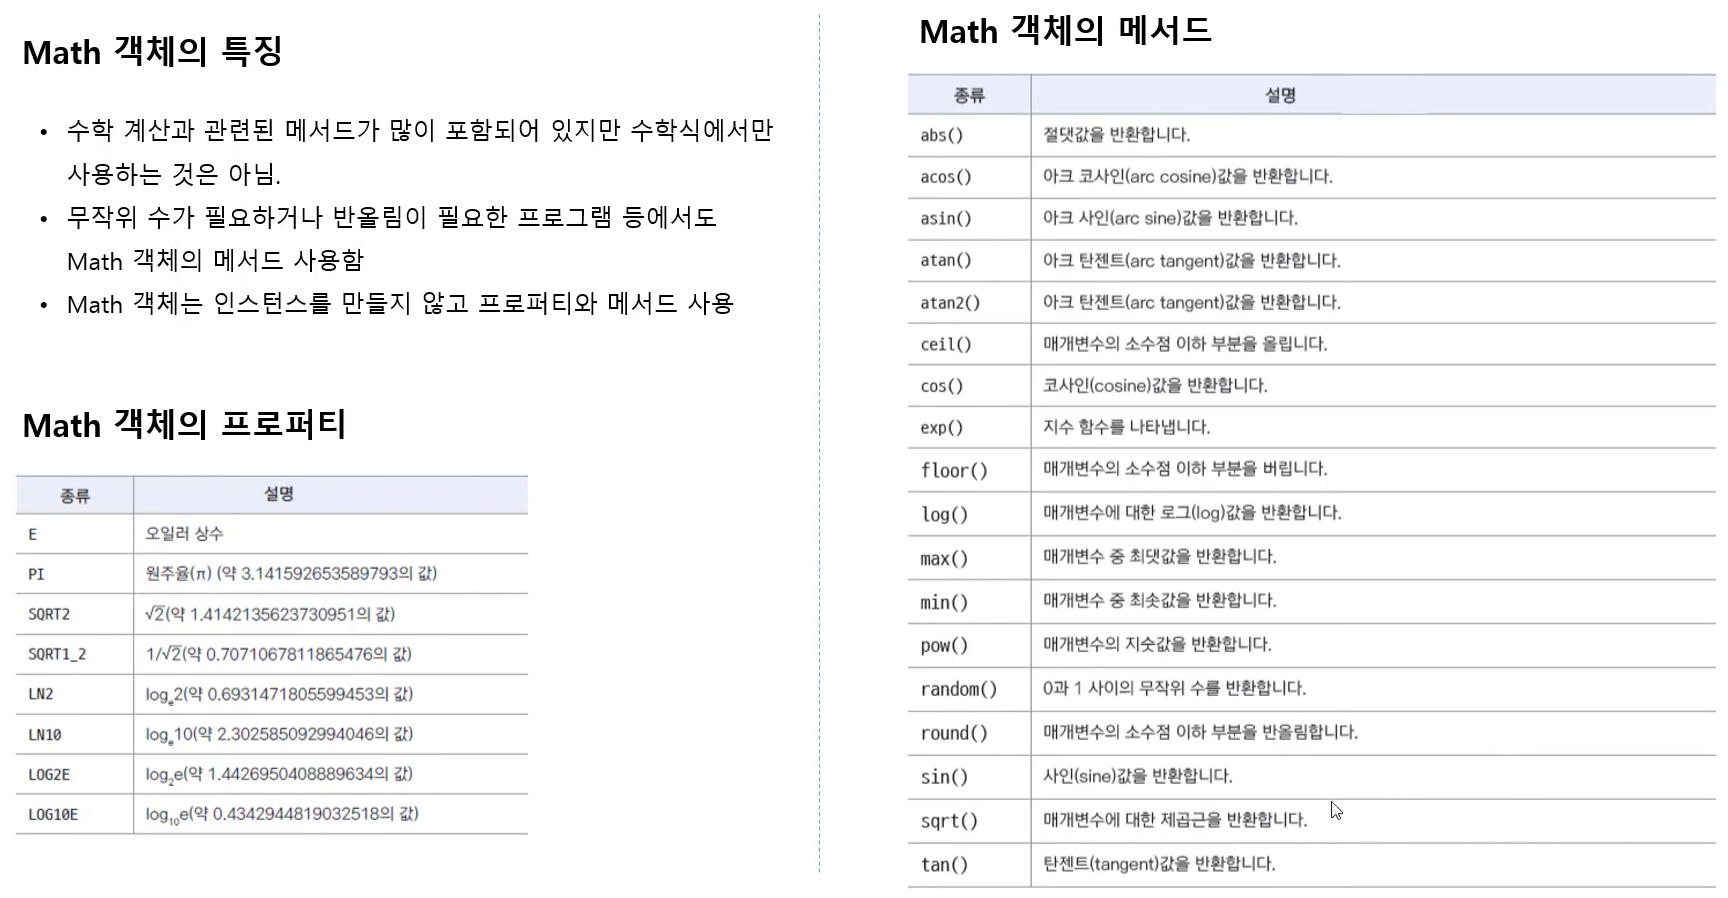 Math 객체의 특징
• 수학 계산과 관련된 메서드가 많이 포함되어 있지만 수학식에서만
사용하는 것은 아님.
• 무작위 수가 필요하거나 반올림이 필요한 프로그램 등에서도
Math 객체의 메서드 사용함
• Math 객체는 인스턴스를 만들지 않고 프로퍼티와 메서드 사용
Math 객체의 프로퍼티
종류 설명
E 오일러 상수
PI 원주율(π) (약 3.141592653589793의 값)
SQRT2 √2(약 1.4142135623730951의 값)
SQRT1_2 1/√2(약 0.7071067811865476의 값)
LN2 logₑ2(약 0.6931471805599453의 값)
LN10 logₑ10(약 2.302585092994046의 값)
LOG2E log₂e(약 1.4426950408889634의 값)
LOG10E log₁₀e(약 0.4342944819032518의 값)
Math 객체의 메서드
종류 설명
abs() 절댓값을 반환합니다.
acos() 아크 코사인(arc cosine)값을 반환합니다.
asin() 아크 사인(arc sine)값을 반환합니다.
atan() 아크 탄젠트(arc tangent)값을 반환합니다.
atan2() 아크 탄젠트(arc tangent)값을 반환합니다.
ceil() 매개변수의 소수점 이하 부분을 올립니다.
cos() 코사인(cosine)값을 반환합니다.
exp() 지수 함수를 나타냅니다.
floor() 매개변수의 소수점 이하 부분을 버립니다.
log() 매개변수에 대한 로그(log)값을 반환합니다.
max() 매개변수 중 최댓값을 반환합니다.
min() 매개변수 중 최솟값을 반환합니다.
pow() 매개변수의 지숫값을 반환합니다.
random() 0과 1 사이의 무작위 수를 반환합니다.
round() 매개변수의 소수점 이하 부분을 반올림합니다.
sin() 사인(sine)값을 반환합니다.
sqrt() 매개변수에 대한 제곱근을 반환합니다.
tan() 탄젠트(tangent)값을 반환합니다.